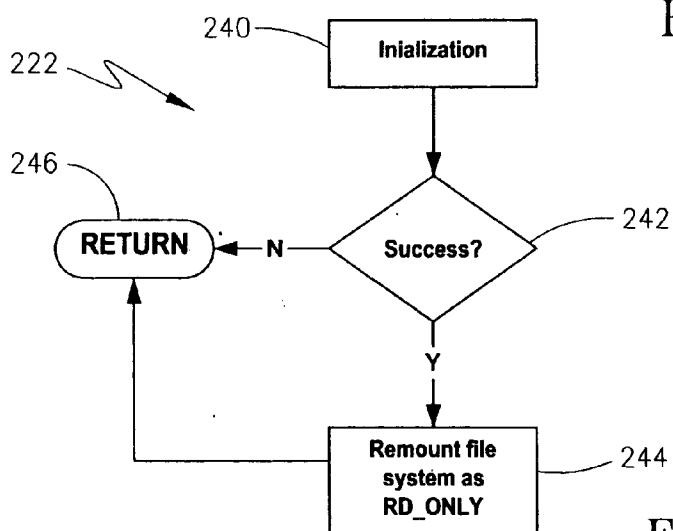 240
Inialization
222
246
RETURN
N
Success?
242
Y
Remount file
system as
RD_ONLY
244